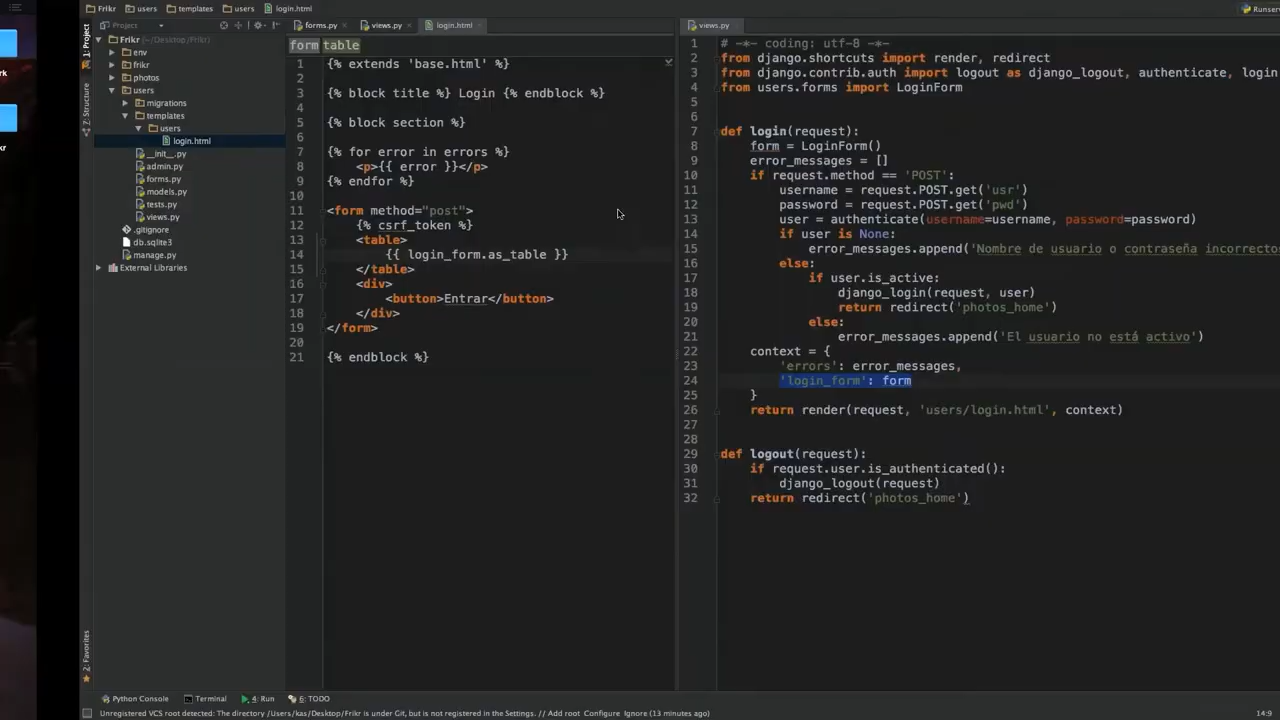 Frikr users templates users login.html
Runserv
Project
forms.py
views.py
login.html
views.py
1: Project
7: Structure
2: Favorites
rk
kr
Frikr (~/Desktop/Frikr)
env
frikr
photos
users
migrations
templates
users
login.html
__init__.py
admin.py
forms.py
models.py
tests.py
views.py
.gitignore
db.sqlite3
manage.py
External Libraries
form table
1 {% extends 'base.html' %}
2
3 {% block title %} Login {% endblock %}
4
5 {% block section %}
6
7 {% for error in errors %}
8 <p>{{ error }}</p>
9 {% endfor %}
10
11 <form method="post">
12 {% csrf_token %}
13 <table>
14 {{ login_form.as_table }}
15 </table>
16 <div>
17 <button>Entrar</button>
18 </div>
19 </form>
20
21 {% endblock %}
1 # -*- coding: utf-8 -*-
2 from django.shortcuts import render, redirect
3 from django.contrib.auth import logout as django_logout, authenticate, login
4 from users.forms import LoginForm
5
6
7 def login(request):
8 form = LoginForm()
9 error_messages = []
10 if request.method == 'POST':
11 username = request.POST.get('usr')
12 password = request.POST.get('pwd')
13 user = authenticate(username=username, password=password)
14 if user is None:
15 error_messages.append('Nombre de usuario o contraseña incorrectos
16 else:
17 if user.is_active:
18 django_login(request, user)
19 return redirect('photos_home')
20 else:
21 error_messages.append('El usuario no está activo')
22 context = {
23 'errors': error_messages,
24 'login_form': form
25 }
26 return render(request, 'users/login.html', context)
27
28
29 def logout(request):
30 if request.user.is_authenticated():
31 django_logout(request)
32 return redirect('photos_home')
Python Console Terminal 4: Run 6: TODO
Unregistered VCS root detected: The directory /Users/kas/Desktop/Frikr is under Git, but is not registered in the Settings. // Add root Configure Ignore (13 minutes ago)
14:9